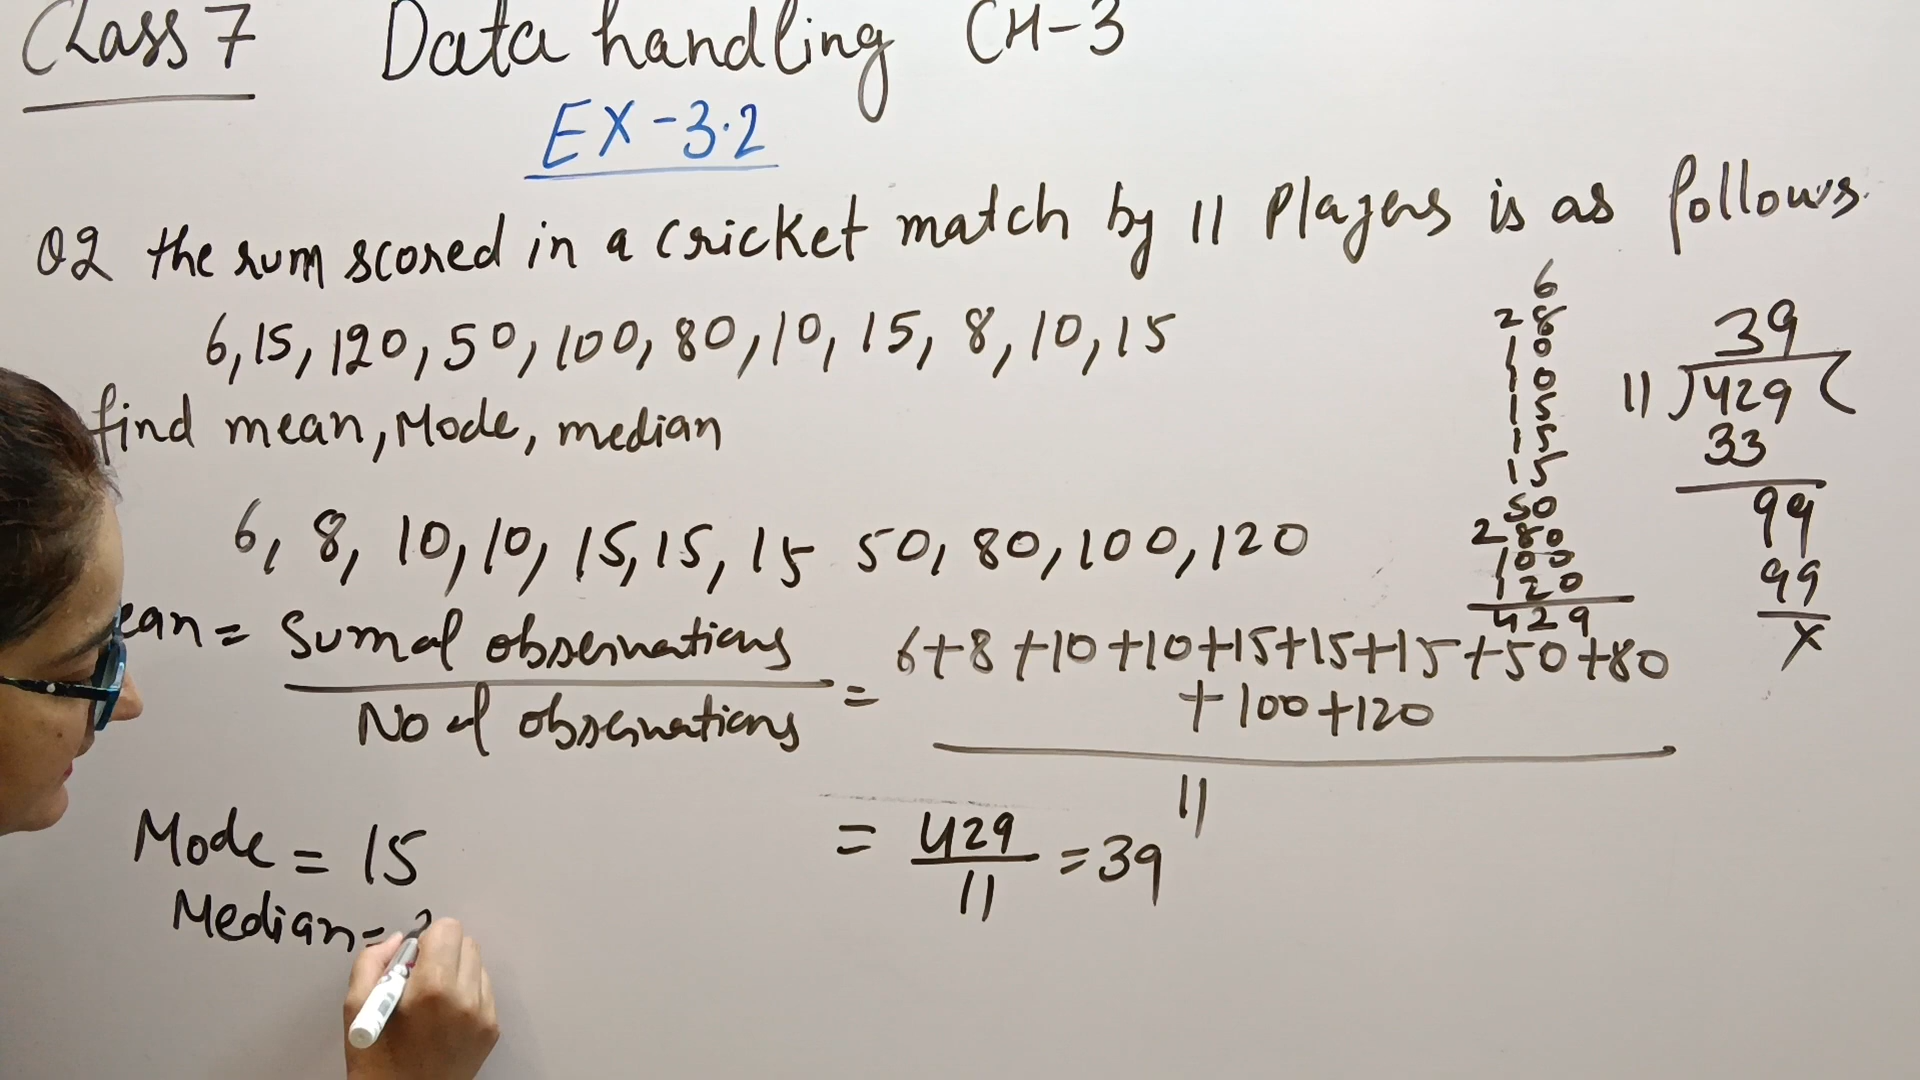 Class 7 Data handling CH-3
EX-3.2
Q2 the rum scored in a cricket match by 11 Players is as follows.
6, 15, 120, 50, 100, 80, 10, 15, 8, 10, 15
find mean, Mode, median
6, 8, 10, 10, 15, 15, 15 50, 80, 100, 120
ean = Sum of observations / No of observations = 6+8+10+10+15+15+15+50+80
+100+120
11
= 429/11 = 39
Mode = 15
Median =
6
28
10
10
15
15
15
50
280
100
120
429
39
11)429(
33
99
99
x